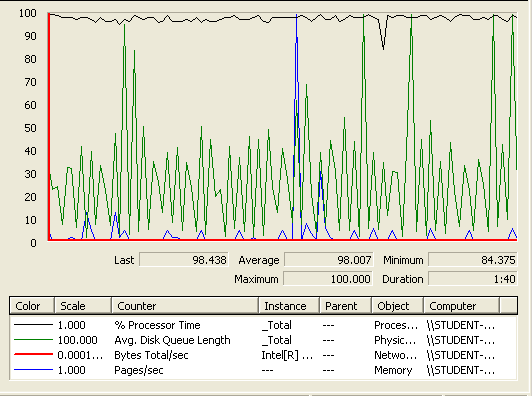 100
90
80
70
60
50
40
30
20
10
0
Last 98.438 Average 98.007 Minimum 84.375
Maximum 100.000 Duration 1:40
Color Scale Counter Instance Parent Object Computer
1.000 % Processor Time _Total --- Proces... \\STUDENT-...
100.000 Avg. Disk Queue Length _Total --- Physic... \\STUDENT-...
0.0001... Bytes Total/sec Intel[R] ... --- Netwo... \\STUDENT-...
1.000 Pages/sec --- --- Memory \\STUDENT-...